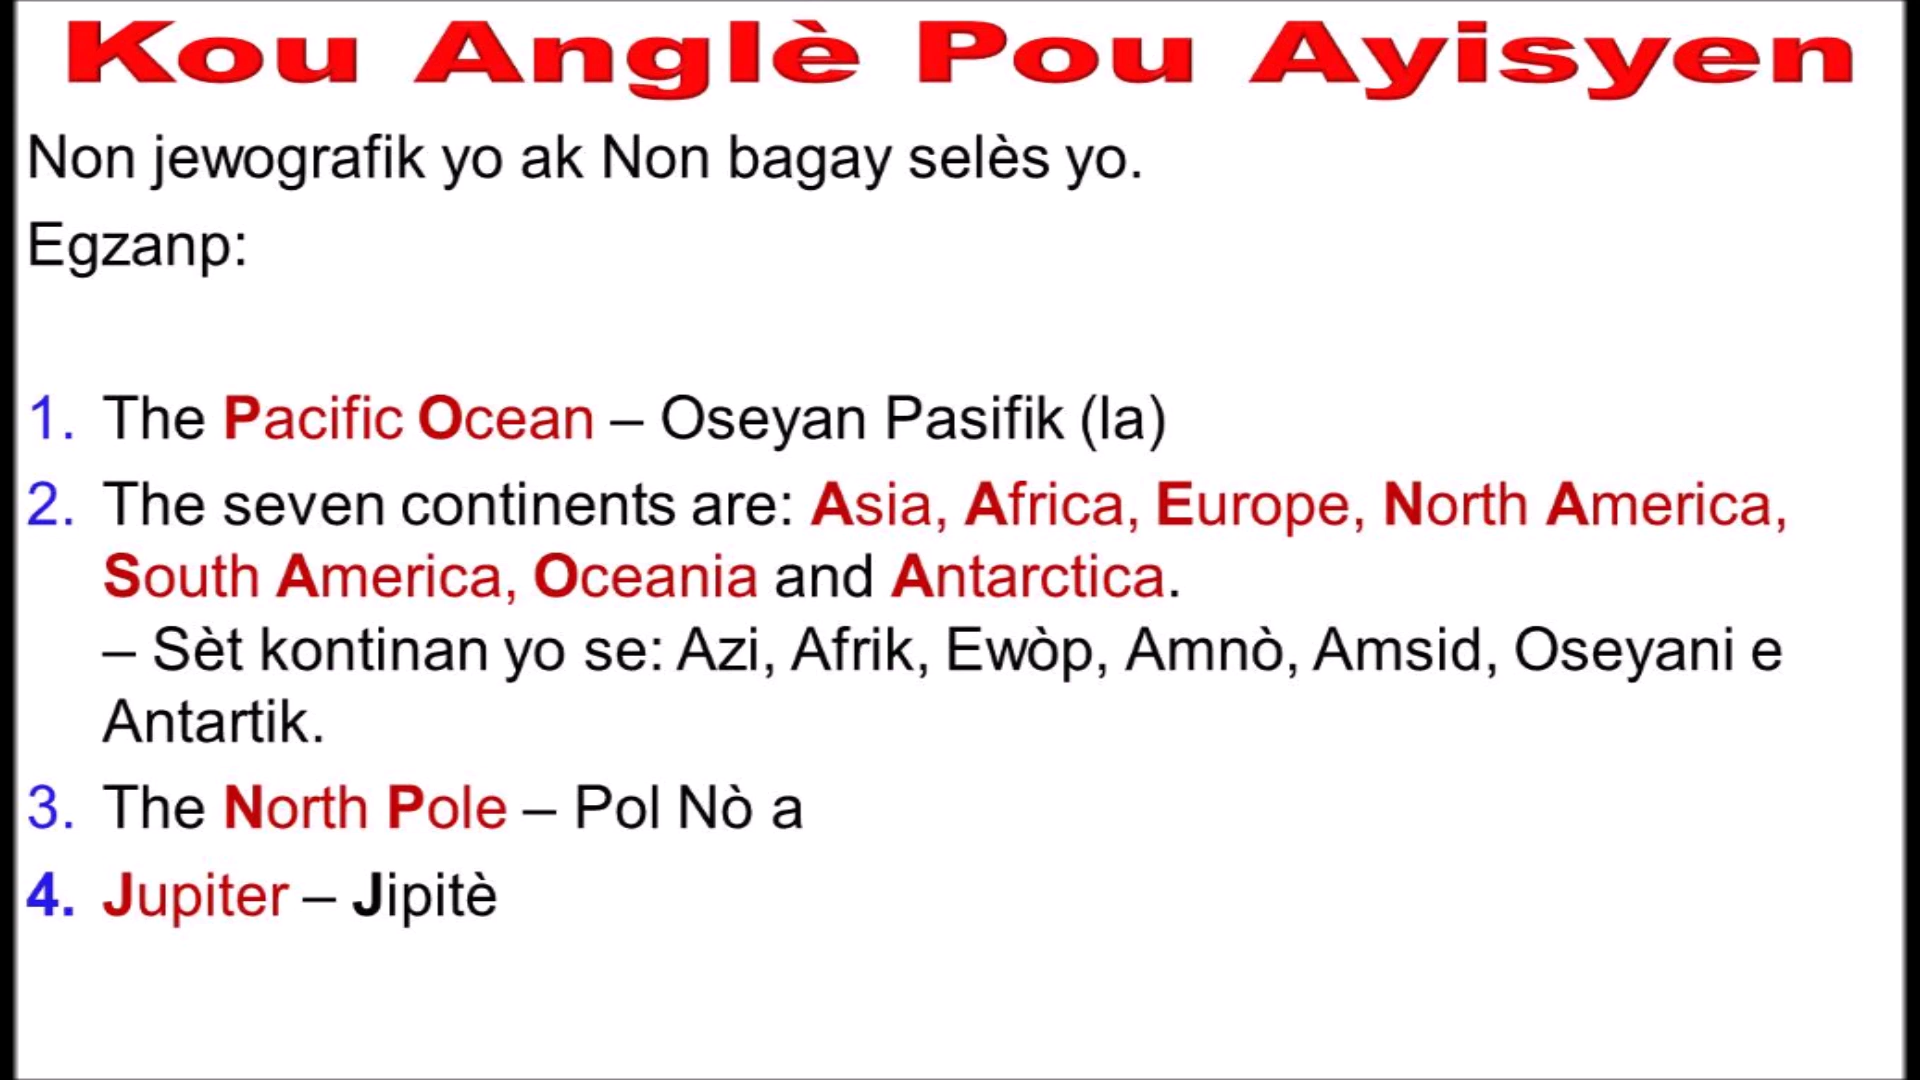 Kou Anglè Pou Ayisyen
Non jewografik yo ak Non bagay selès yo.
Egzanp:
1. The Pacific Ocean – Oseyan Pasifik (la)
2. The seven continents are: Asia, Africa, Europe, North America,
South America, Oceania and Antarctica.
– Sèt kontinan yo se: Azi, Afrik, Ewòp, Amnò, Amsid, Oseyani e
Antartik.
3. The North Pole – Pol Nò a
4. Jupiter – Jipitè